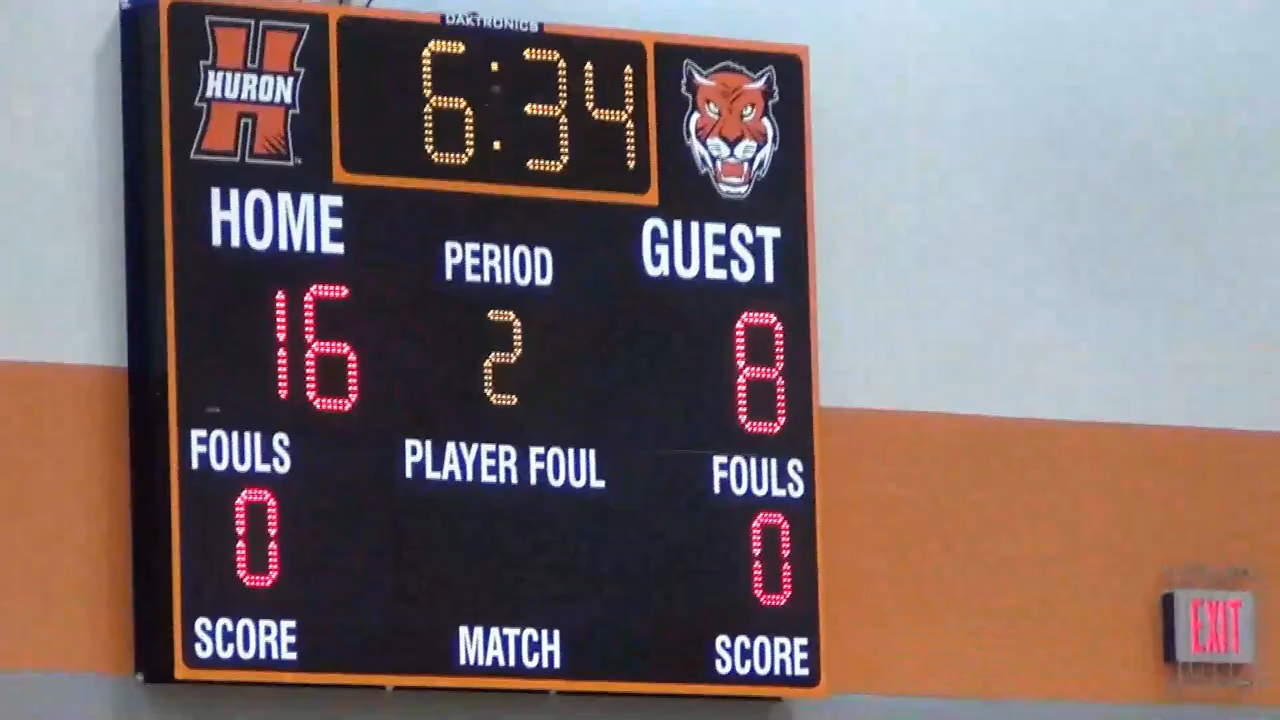 DAKTRONICS
HURON
6:34
HOME
PERIOD
GUEST
16
2
8
FOULS
PLAYER FOUL
FOULS
0
0
SCORE
MATCH
SCORE
EXIT